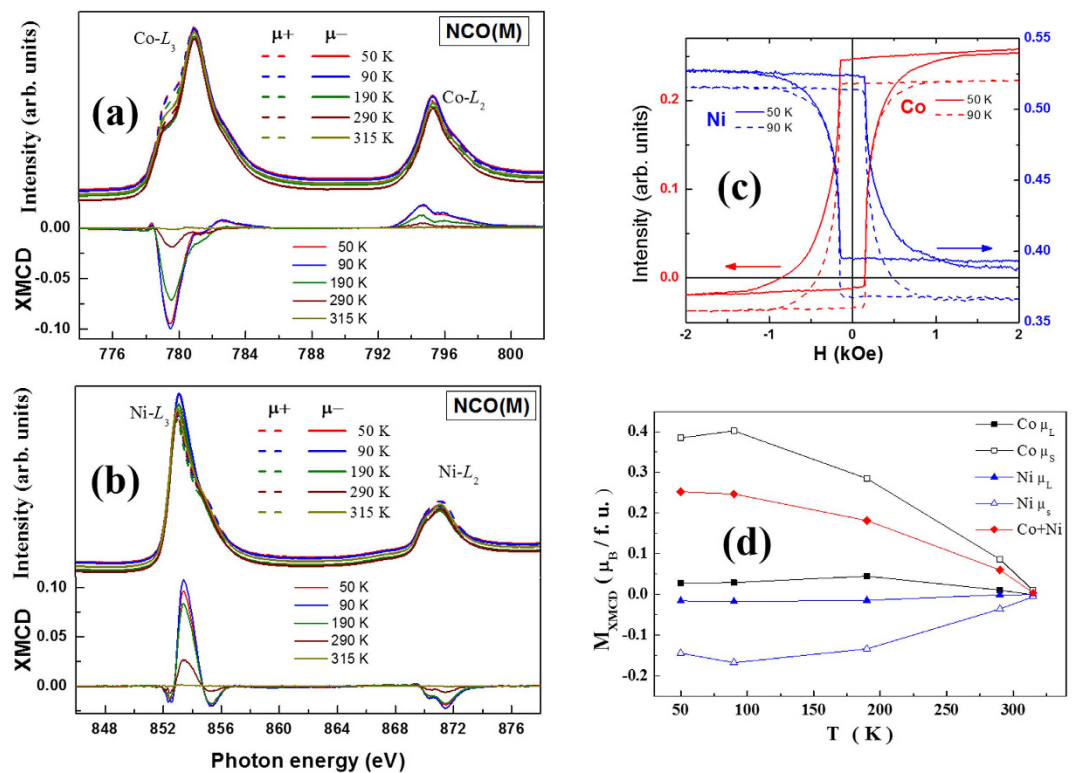 NCO(M)
Co-L3
μ+ μ−
50 K
90 K
190 K
290 K
315 K
(a)
Co-L2
Intensity (arb. units)
0.00
-0.05
-0.10
XMCD
50 K
90 K
190 K
290 K
315 K
776 780 784 788 792 796 800
NCO(M)
Ni-L3
μ+ μ−
50 K
90 K
190 K
290 K
315 K
(b)
Ni-L2
Intensity (arb. units)
0.10
0.05
0.00
XMCD
50 K
90 K
190 K
290 K
315 K
848 852 856 860 864 868 872 876
Photon energy (eV)
Intensity (arb. units)
0.2
0.1
0.0
0.55
0.50
0.45
0.40
0.35
Ni
50 K
90 K
Co
50 K
90 K
(c)
-2 -1 0 1 2
H (kOe)
M_XMCD ( μB / f. u. )
0.4
0.3
0.2
0.1
0.0
-0.1
-0.2
Co μL
Co μS
Ni μL
Ni μs
Co+Ni
(d)
50 100 150 200 250 300
T ( K )